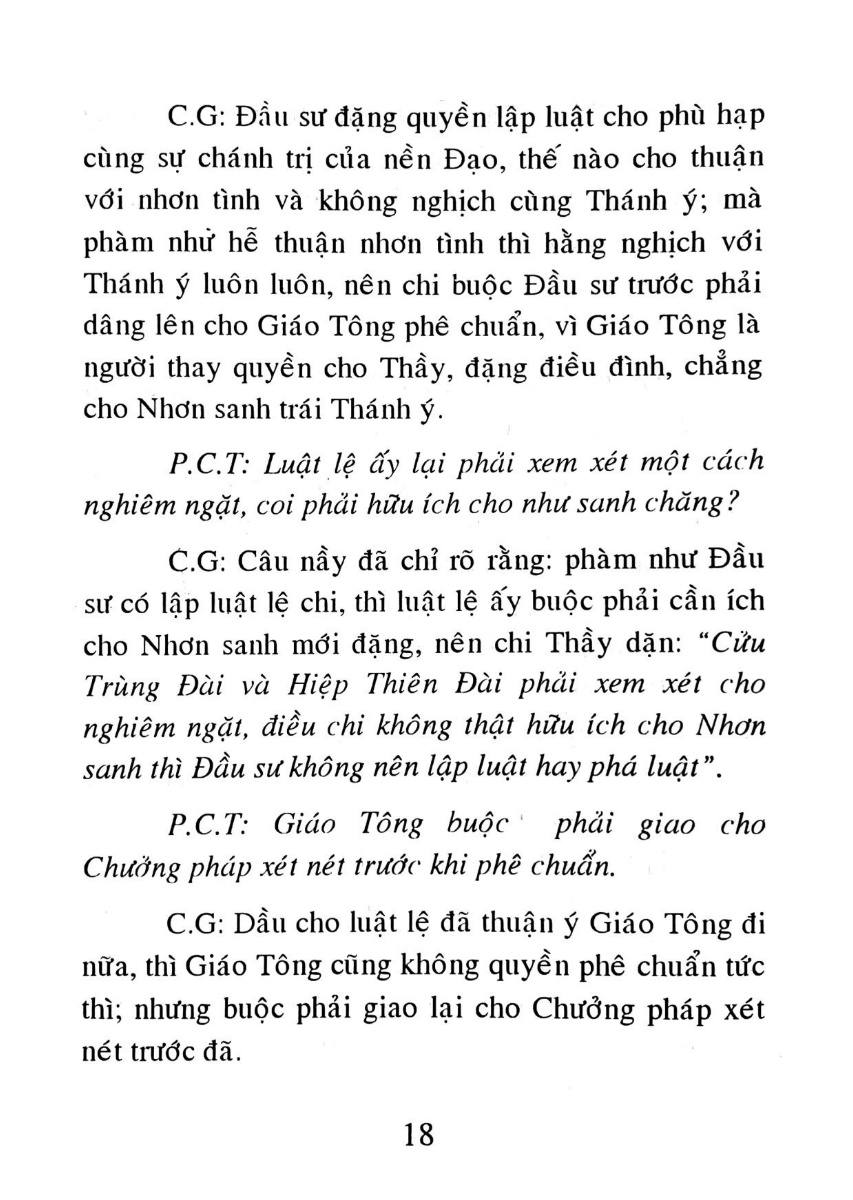 C.G: Đầu sư đặng quyền lập luật cho phù hạp
cùng sự chánh trị của nền Đạo, thế nào cho thuận
với nhơn tình và không nghịch cùng Thánh ý; mà
phàm như hễ thuận nhơn tình thì hằng nghịch với
Thánh ý luôn luôn, nên chi buộc Đầu sư trước phải
dâng lên cho Giáo Tông phê chuẩn, vì Giáo Tông là
người thay quyền cho Thầy, đặng điều đình, chẳng
cho Nhơn sanh trái Thánh ý.
P.C.T: Luật lệ ấy lại phải xem xét một cách
nghiêm ngặt, coi phải hữu ích cho như sanh chăng?
C.G: Câu nầy đã chỉ rõ rằng: phàm như Đầu
sư có lập luật lệ chi, thì luật lệ ấy buộc phải cần ích
cho Nhơn sanh mới đặng, nên chi Thầy dặn: “Cửu
Trùng Đài và Hiệp Thiên Đài phải xem xét cho
nghiêm ngặt, điều chi không thật hữu ích cho Nhơn
sanh thì Đầu sư không nên lập luật hay phá luật”.
P.C.T: Giáo Tông buộc phải giao cho
Chưởng pháp xét nét trước khi phê chuẩn.
C.G: Dầu cho luật lệ đã thuận ý Giáo Tông đi
nữa, thì Giáo Tông cũng không quyền phê chuẩn tức
thì; nhưng buộc phải giao lại cho Chưởng pháp xét
nét trước đã.
18